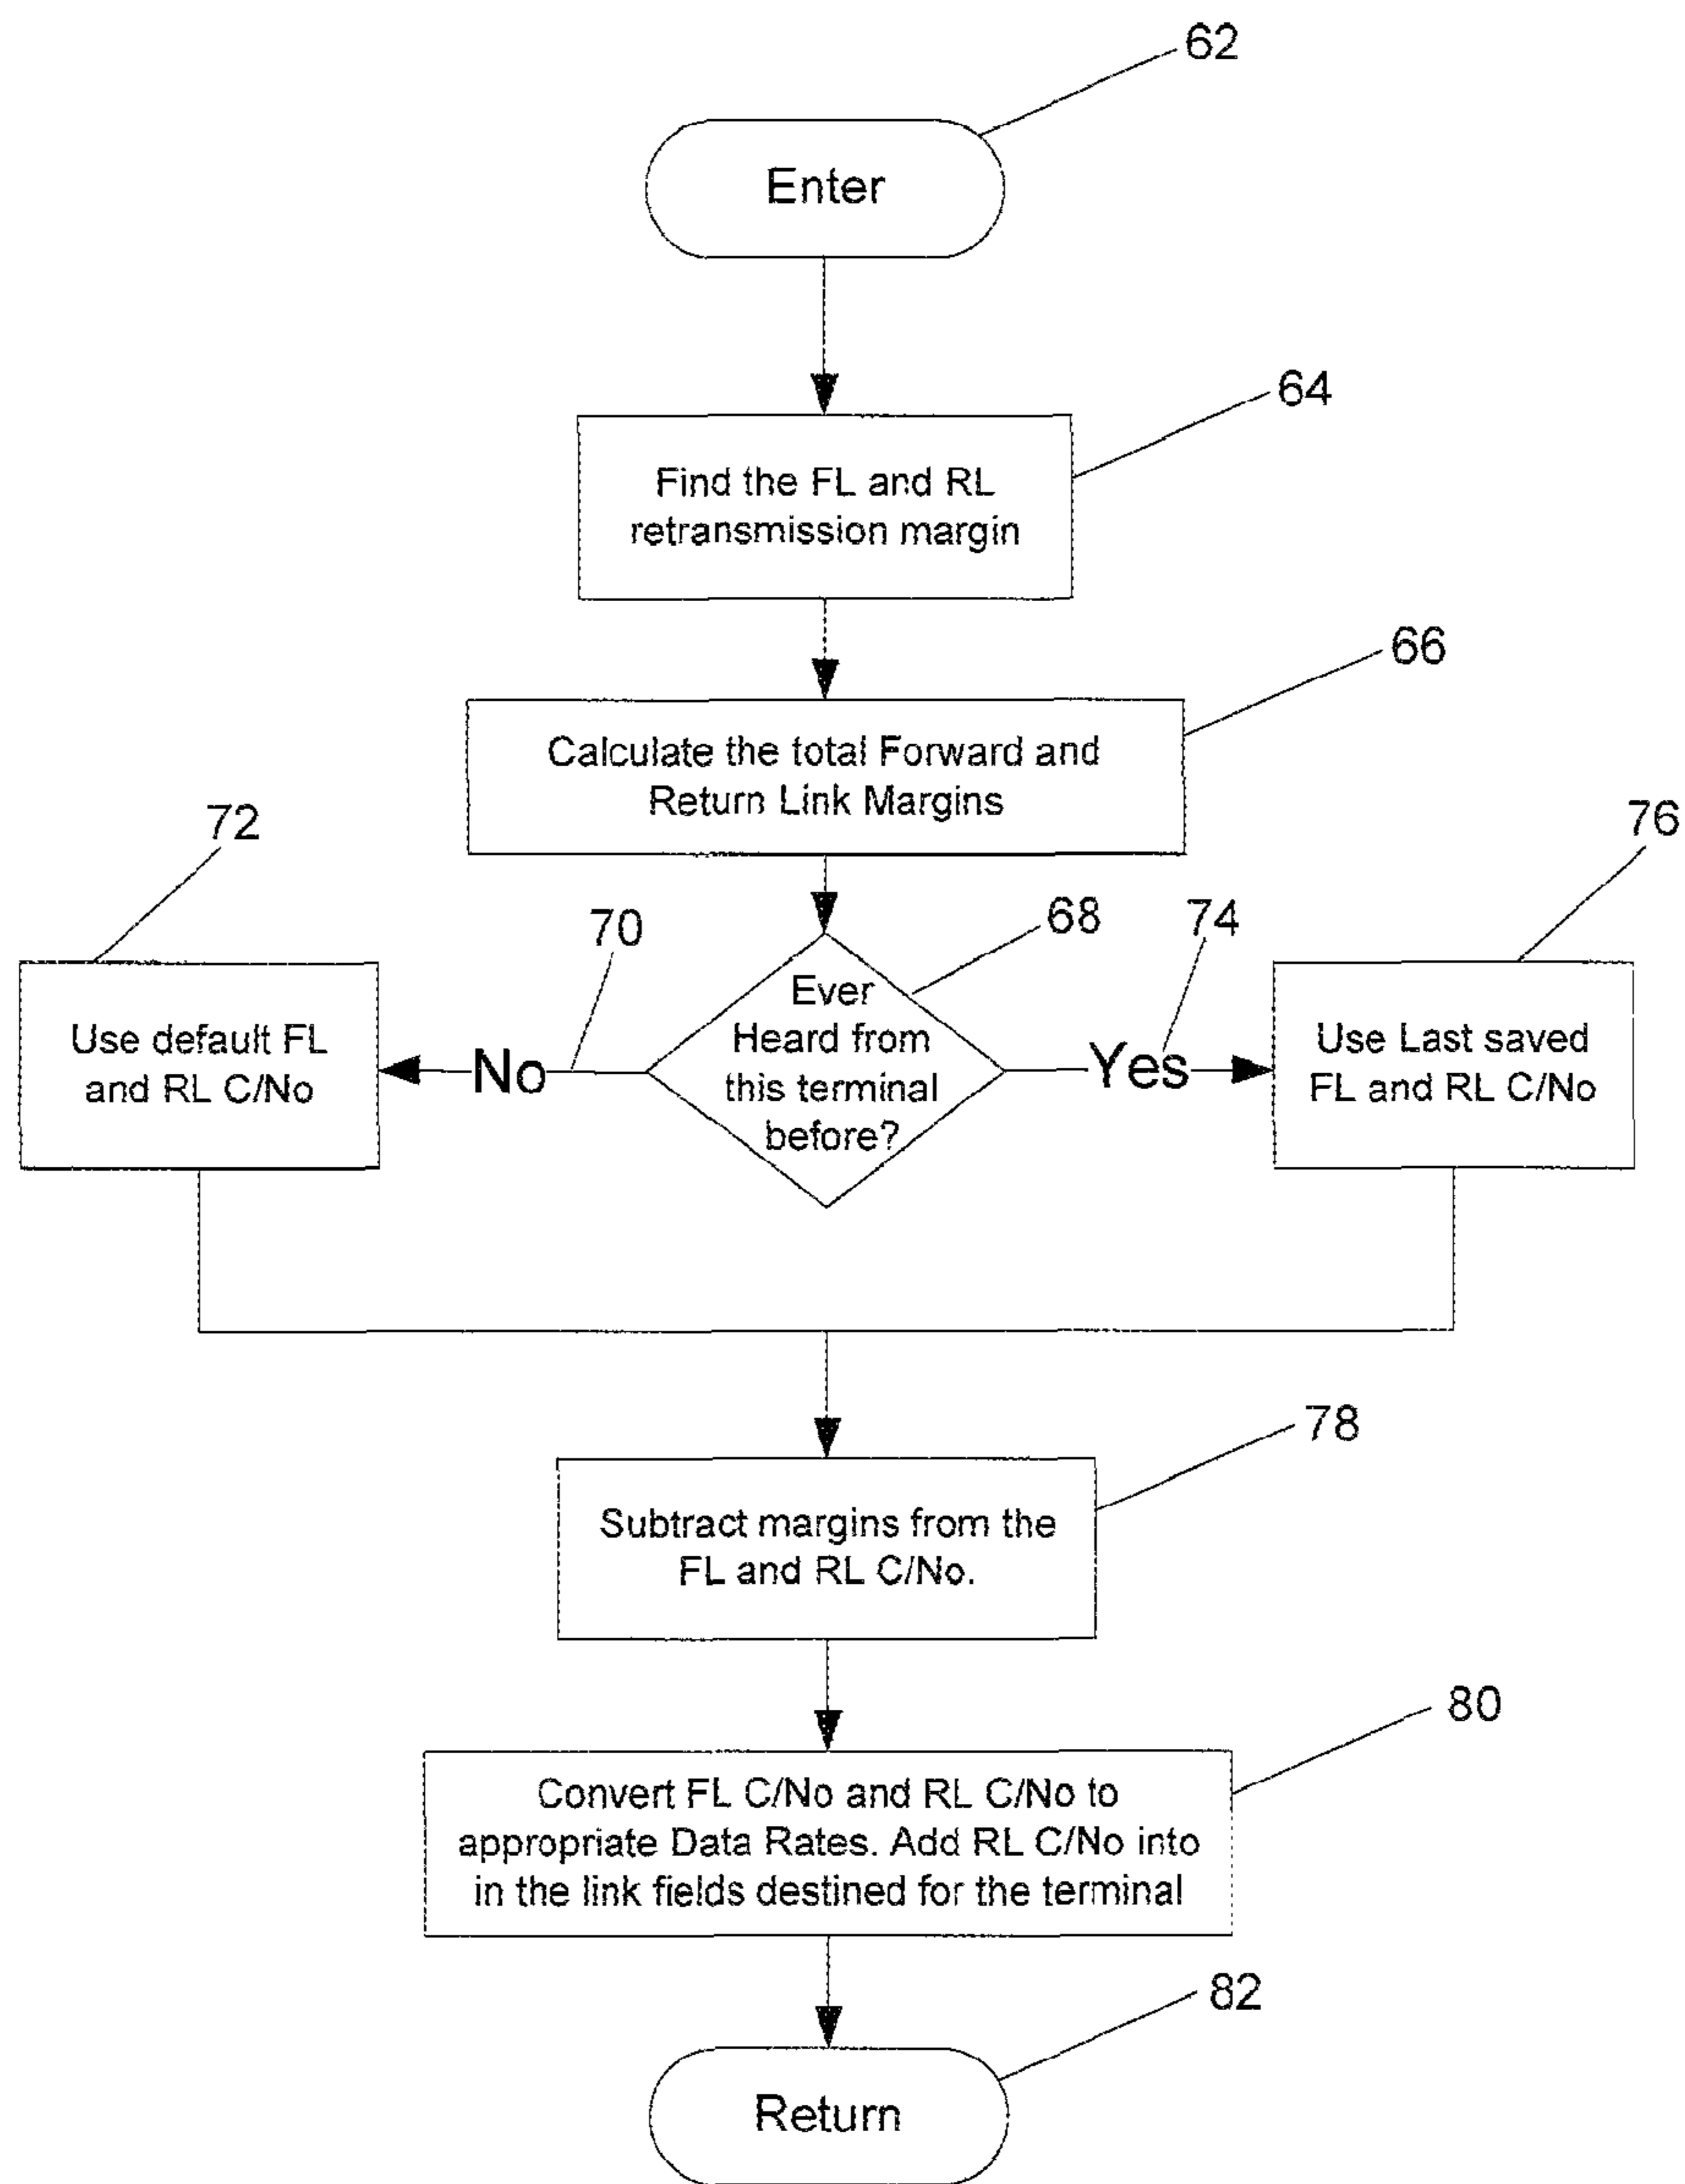 62
Enter
64
Find the FL and RL
retransmission margin
66
Calculate the total Forward and
Return Link Margins
72
76
70
68
74
Ever
Heard from
this terminal
before?
Use default FL
and RL C/No
No
Yes
Use Last saved
FL and RL C/No
78
Subtract margins from the
FL and RL C/No.
80
Convert FL C/No and RL C/No to
appropriate Data Rates. Add RL C/No into
in the link fields destined for the terminal
82
Return